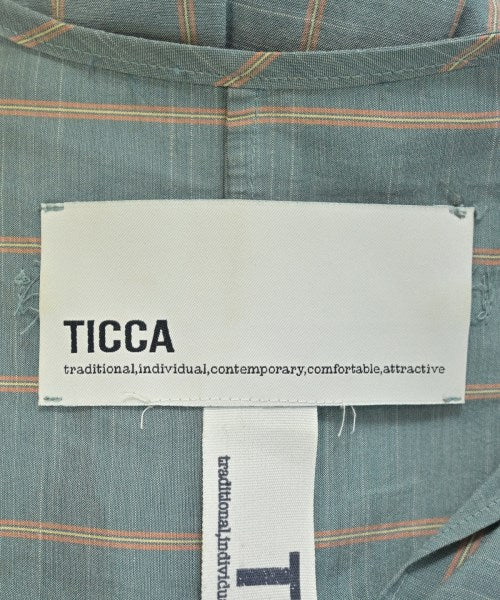 TICCA
traditional,individual,contemporary,comfortable,attractive
traditional,individu
T